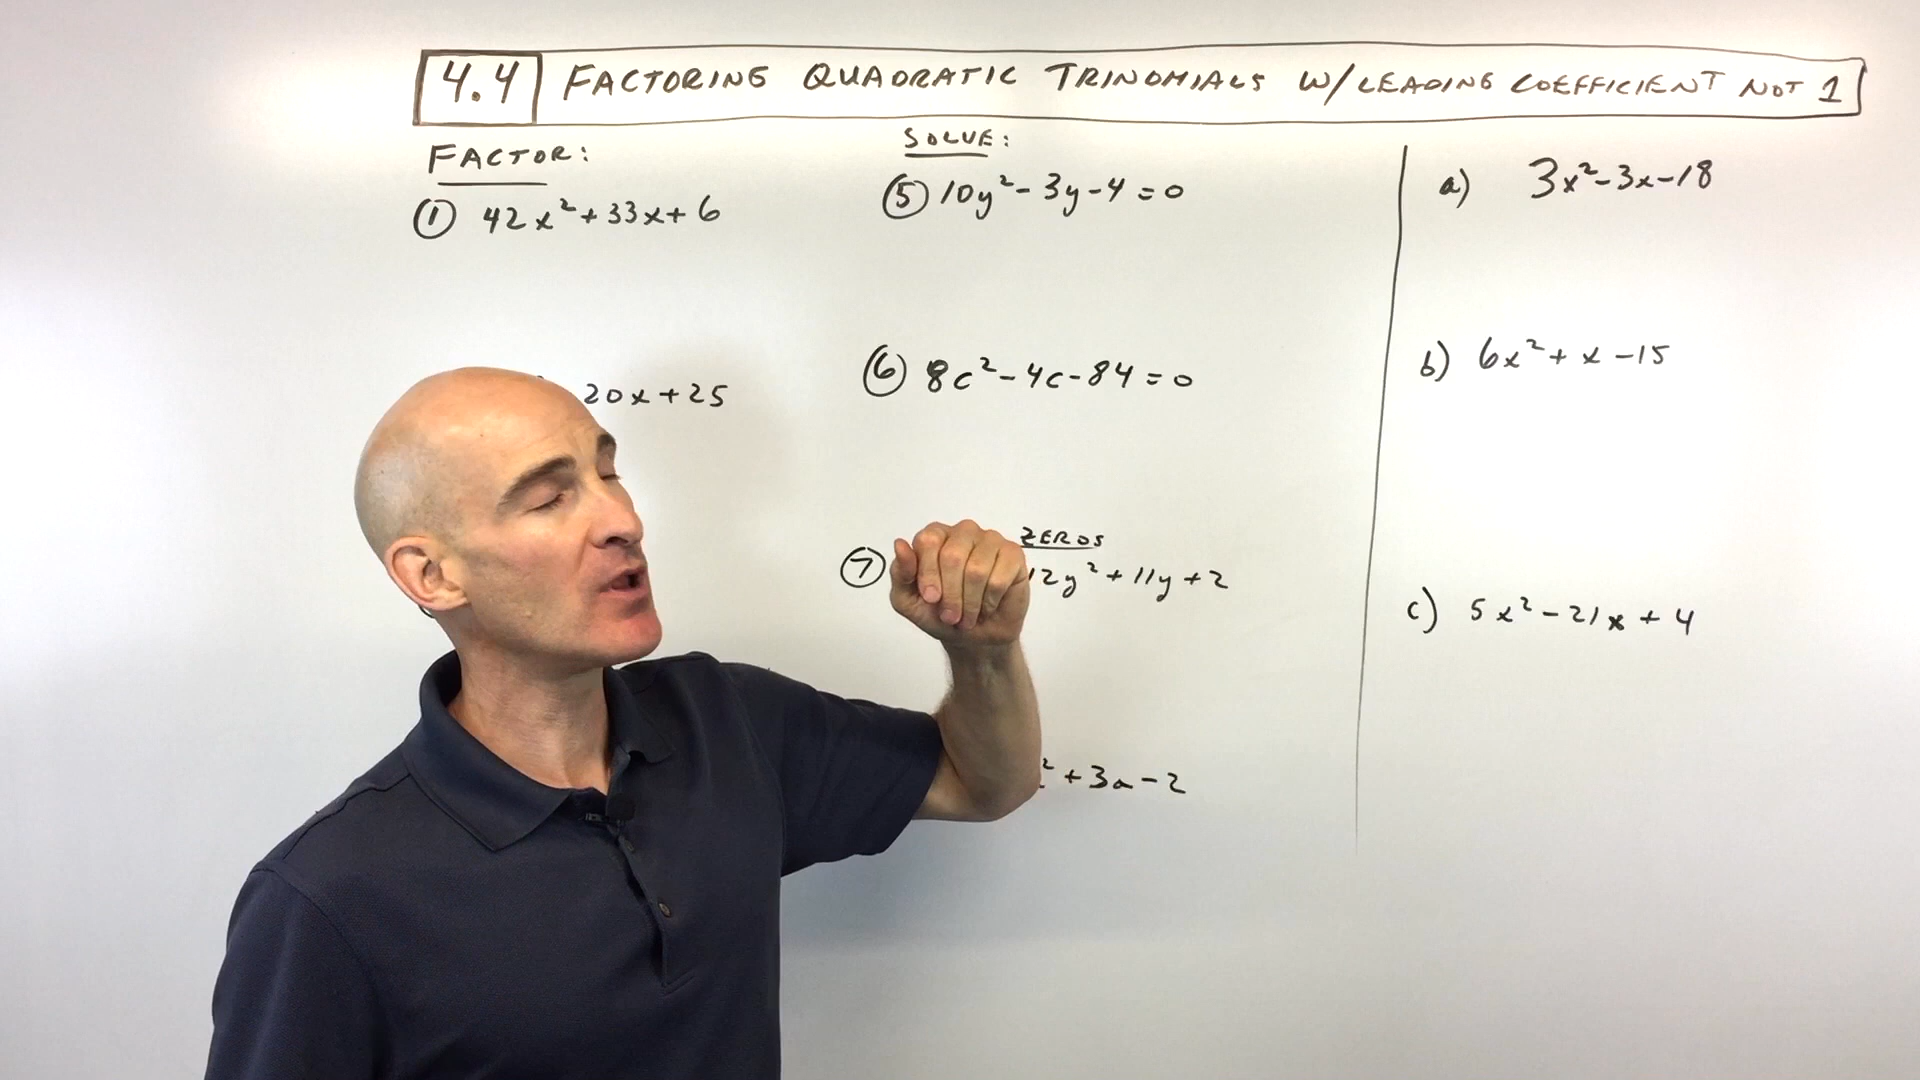 4.4 FACTORING QUADRATIC TRINOMIALS W/LEADING COEFFICIENT NOT 1
FACTOR:
① 42x²+33x+6
20x+25
SOLVE:
⑤ 10y²-3y-4=0
⑥ 8c²-4c-84=0
ZEROS
⑦ 12y²+11y+2
²+3a-2
a) 3x²-3x-18
b) 6x²+x-15
c) 5x²-21x+4